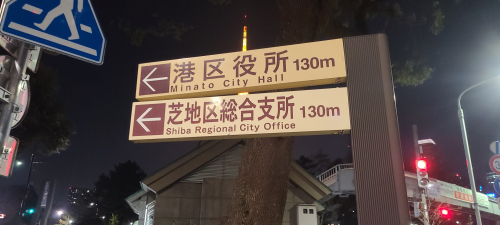 港区役所 130m
Minato City Hall
芝地区総合支所 130m
Shiba Regional City Office